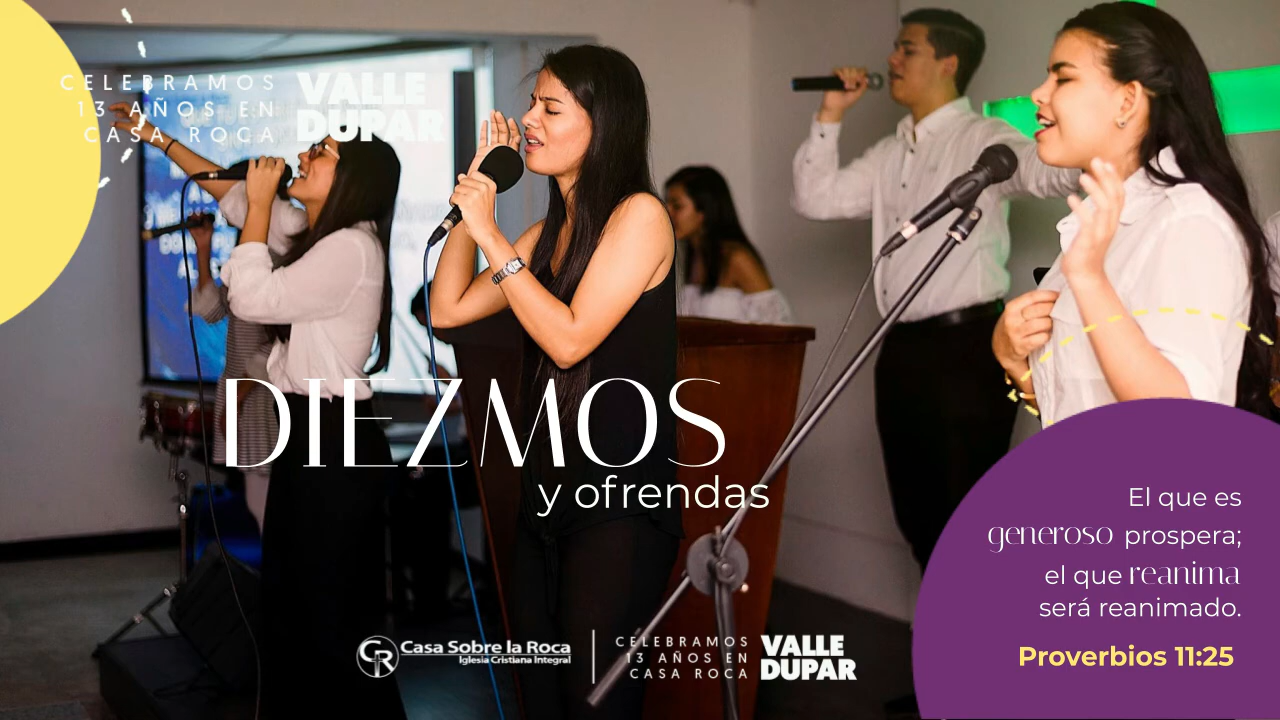 CELEBRAMOS
13 AÑOS EN
CASA ROCA
VALLE
DUPAR
DIEZMOS
y ofrendas
El que es
generoso prospera;
el que reanima
será reanimado.
Proverbios 11:25
CR
Casa Sobre la Roca
Iglesia Cristiana Integral
CELEBRAMOS
13 AÑOS EN
CASA ROCA
VALLE
DUPAR